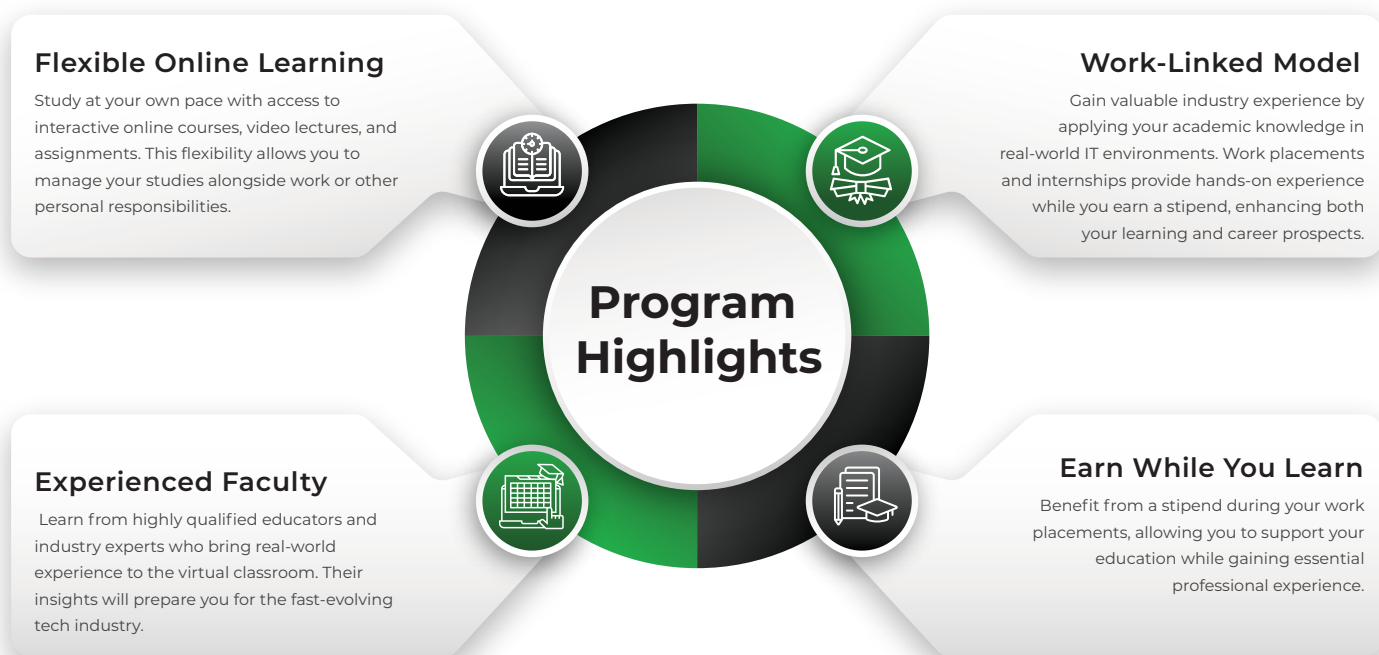 Flexible Online Learning
Study at your own pace with access to
interactive online courses, video lectures, and
assignments. This flexibility allows you to
manage your studies alongside work or other
personal responsibilities.
Work-Linked Model
Gain valuable industry experience by
applying your academic knowledge in
real-world IT environments. Work placements
and internships provide hands-on experience
while you earn a stipend, enhancing both
your learning and career prospects.
Program
Highlights
Experienced Faculty
Learn from highly qualified educators and
industry experts who bring real-world
experience to the virtual classroom. Their
insights will prepare you for the fast-evolving
tech industry.
Earn While You Learn
Benefit from a stipend during your work
placements, allowing you to support your
education while gaining essential
professional experience.